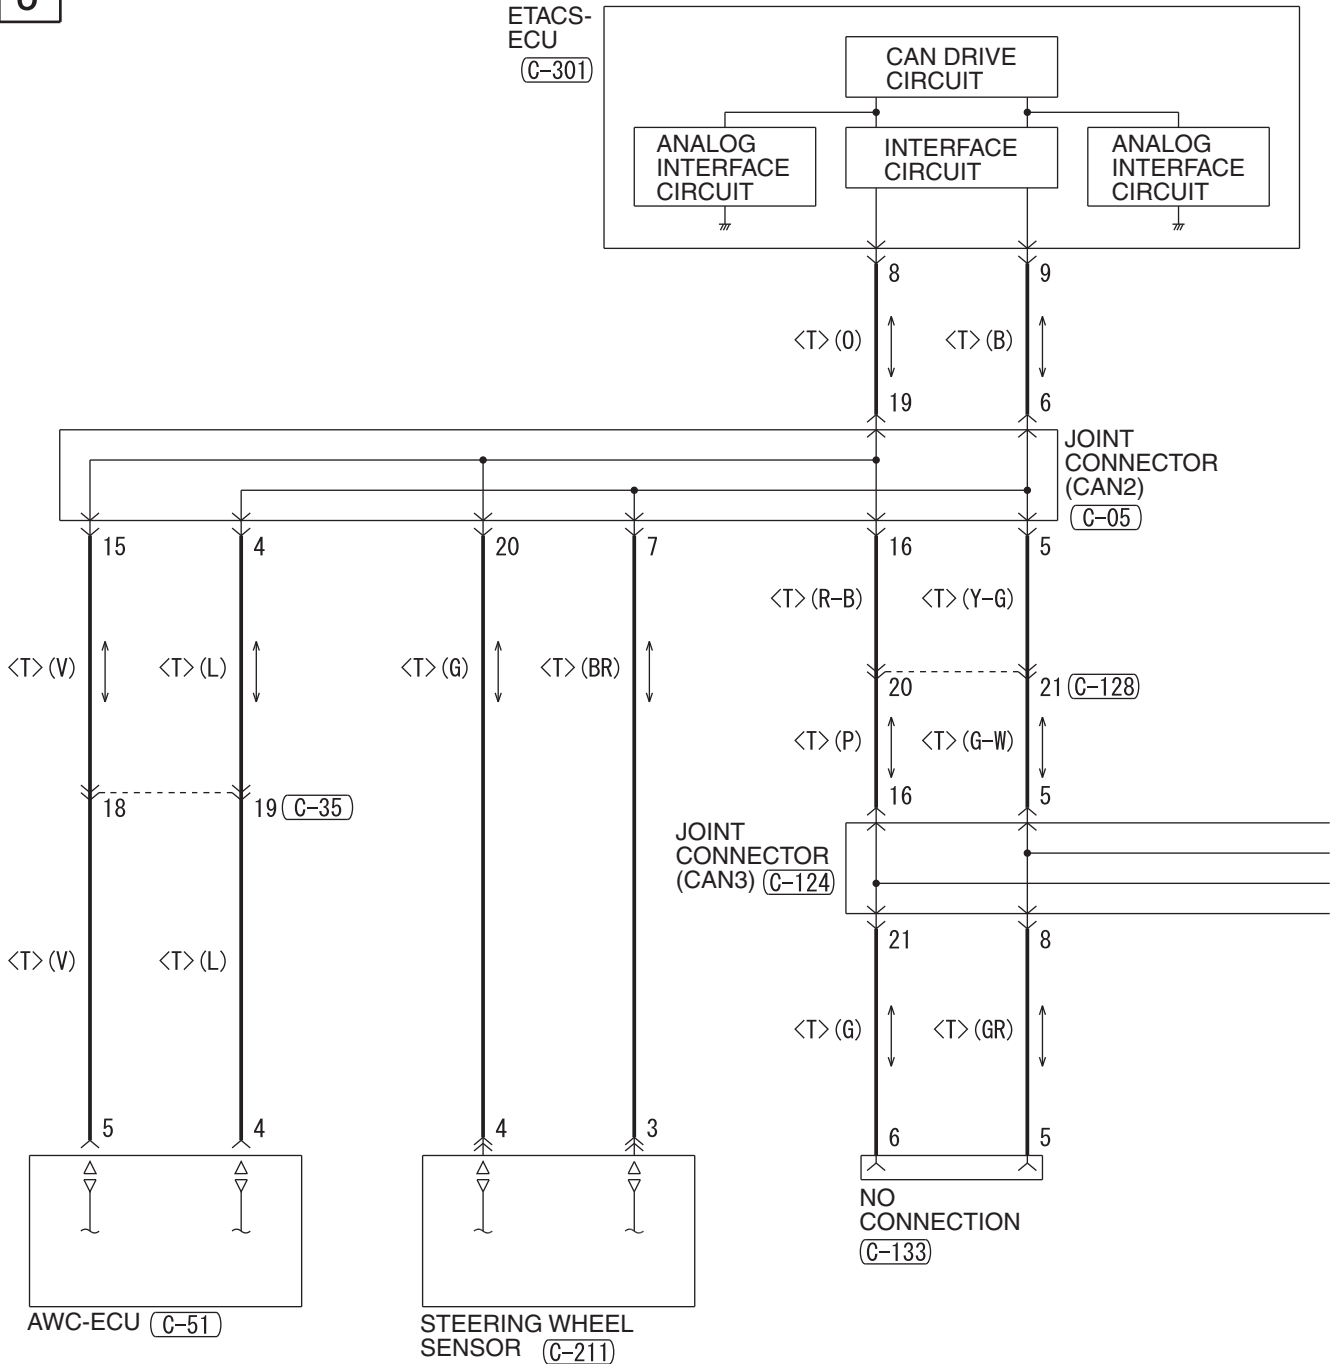 ETACS-
ECU
C-301
CAN DRIVE
CIRCUIT
ANALOG
INTERFACE
CIRCUIT
INTERFACE
CIRCUIT
ANALOG
INTERFACE
CIRCUIT
8
9
<T>(O)
<T>(B)
19
6
JOINT
CONNECTOR
(CAN2)
C-05
15
4
20
7
16
5
<T>(R-B)
<T>(Y-G)
<T>(V)
<T>(L)
<T>(G)
<T>(BR)
20
21 C-128
<T>(P)
<T>(G-W)
16
5
18
19 C-35
JOINT
CONNECTOR
(CAN3) C-124
21
8
<T>(V)
<T>(L)
<T>(G)
<T>(GR)
5
4
4
3
6
5
NO
CONNECTION
C-133
AWC-ECU C-51
STEERING WHEEL
SENSOR C-211